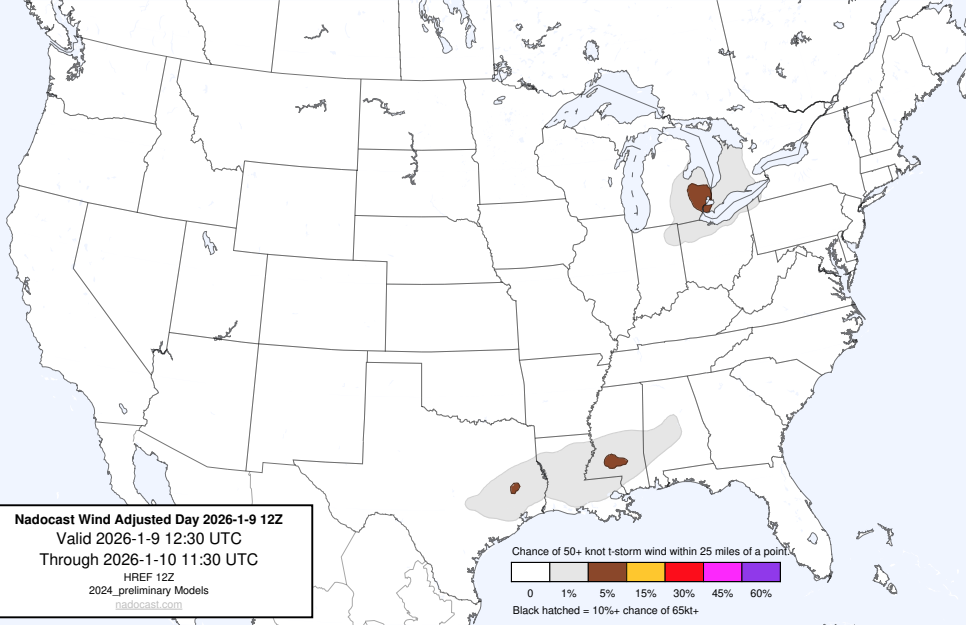 Nadocast Wind Adjusted Day 2026-1-9 12Z
Valid 2026-1-9 12:30 UTC
Through 2026-1-10 11:30 UTC
HREF 12Z
2024_preliminary Models
nadocast.com
Chance of 50+ knot t-storm wind within 25 miles of a point.
0 1% 5% 15% 30% 45% 60%
Black hatched = 10%+ chance of 65kt+